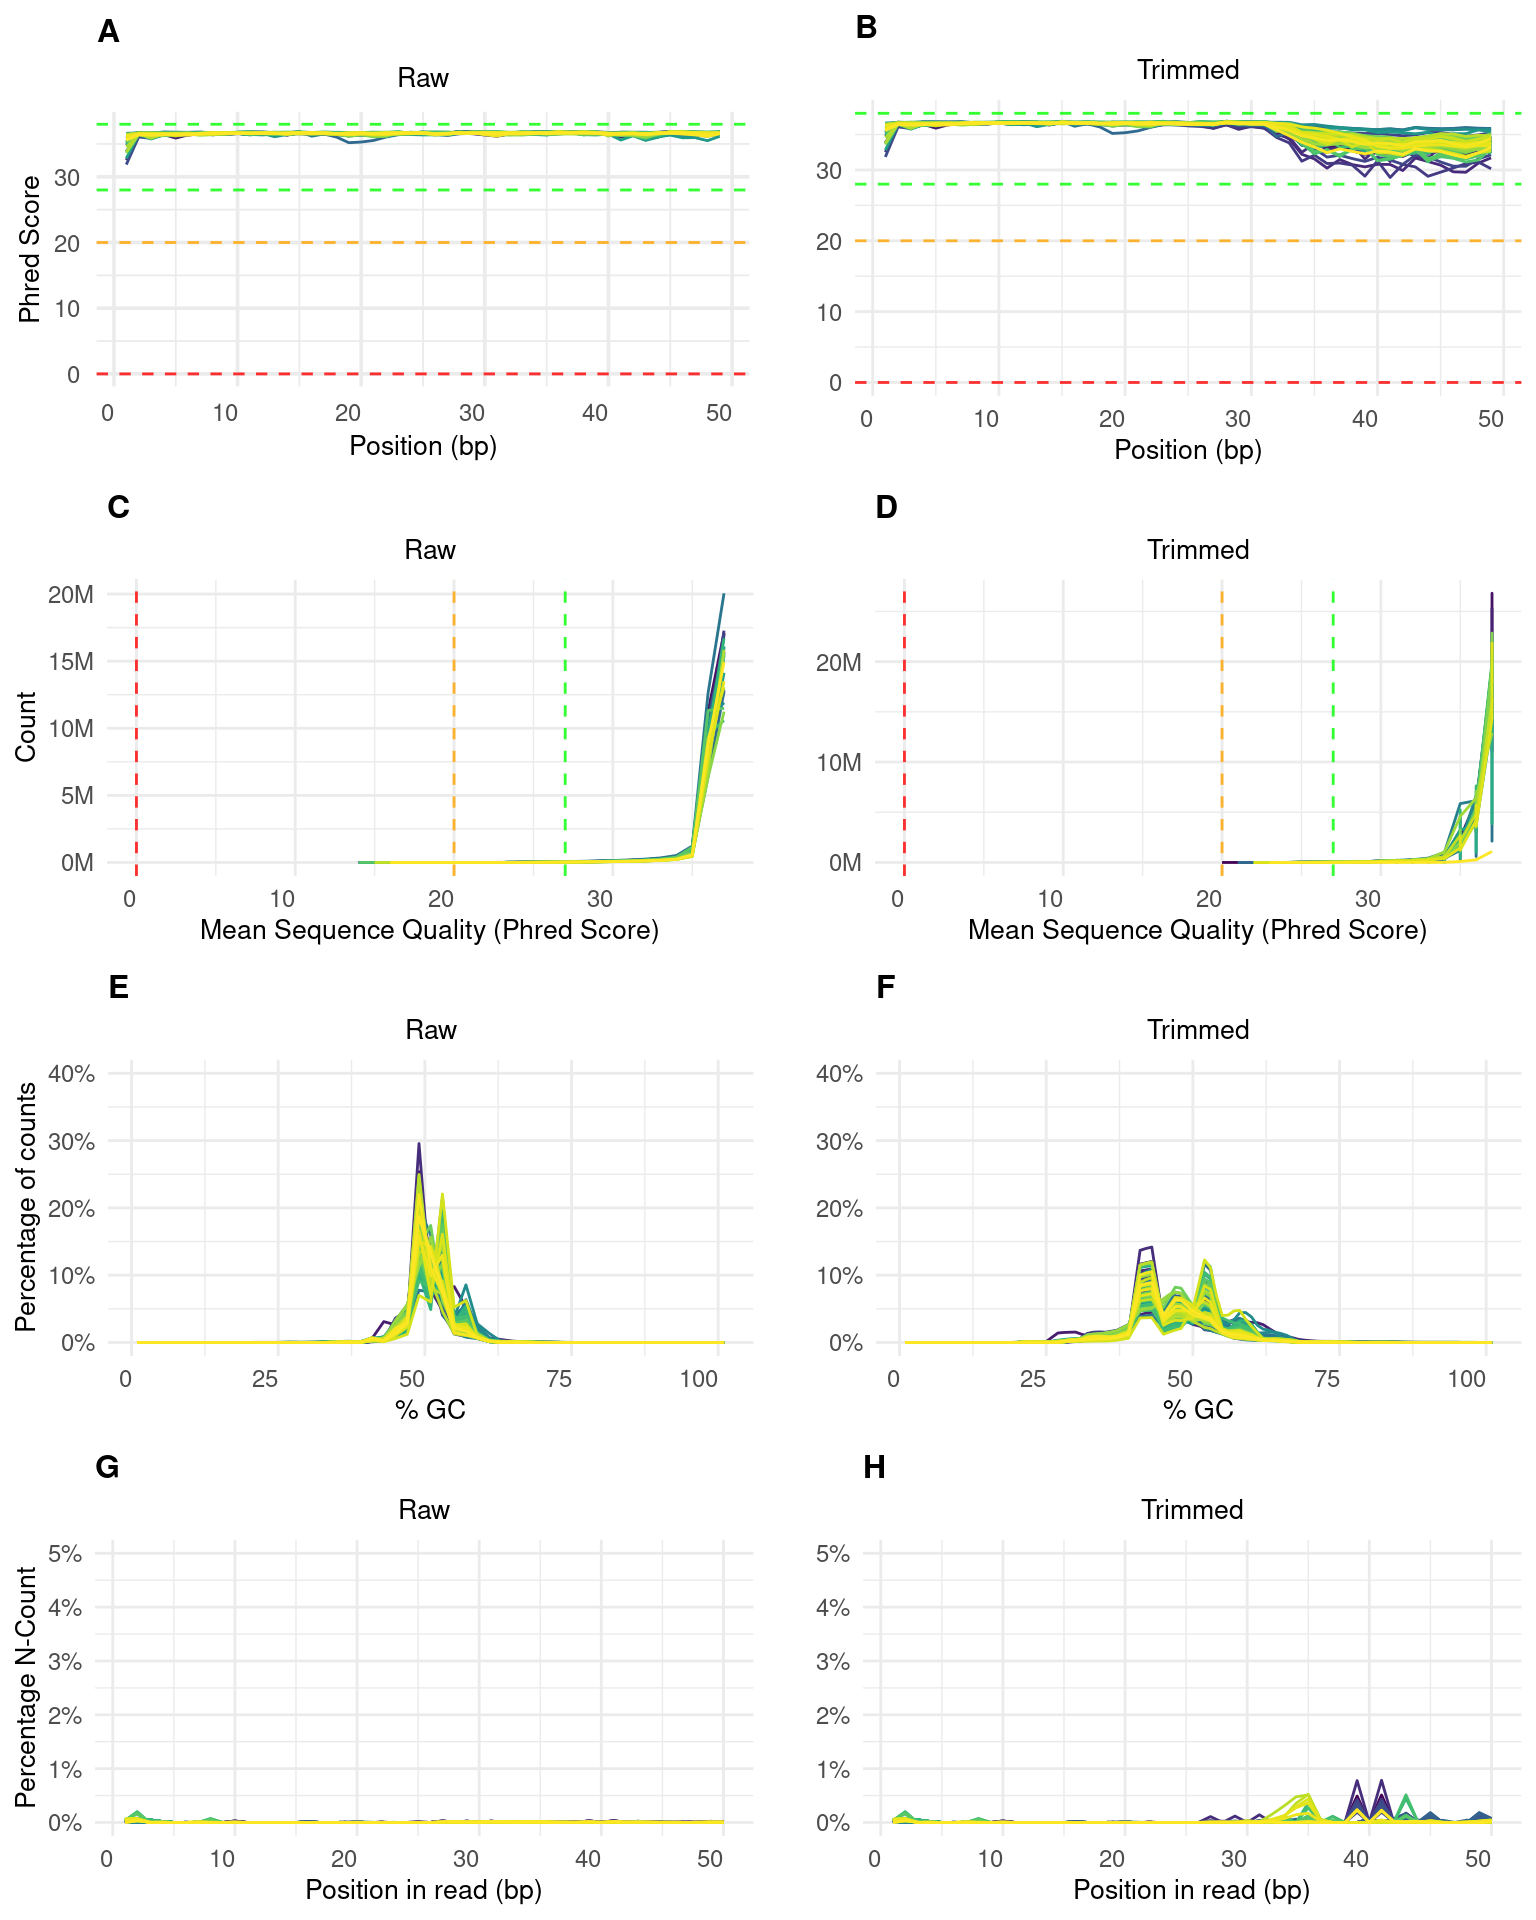 A
Raw
Phred Score
30
20
10
0
0 10 20 30 40 50
Position (bp)
B
Trimmed
30
20
10
0
0 10 20 30 40 50
Position (bp)
C
Raw
Count
20M
15M
10M
5M
0M
0 10 20 30
Mean Sequence Quality (Phred Score)
D
Trimmed
20M
10M
0M
0 10 20 30
Mean Sequence Quality (Phred Score)
E
Raw
Percentage of counts
40%
30%
20%
10%
0%
0 25 50 75 100
% GC
F
Trimmed
40%
30%
20%
10%
0%
0 25 50 75 100
% GC
G
Raw
Percentage N-Count
5%
4%
3%
2%
1%
0%
0 10 20 30 40 50
Position in read (bp)
H
Trimmed
5%
4%
3%
2%
1%
0%
0 10 20 30 40 50
Position in read (bp)